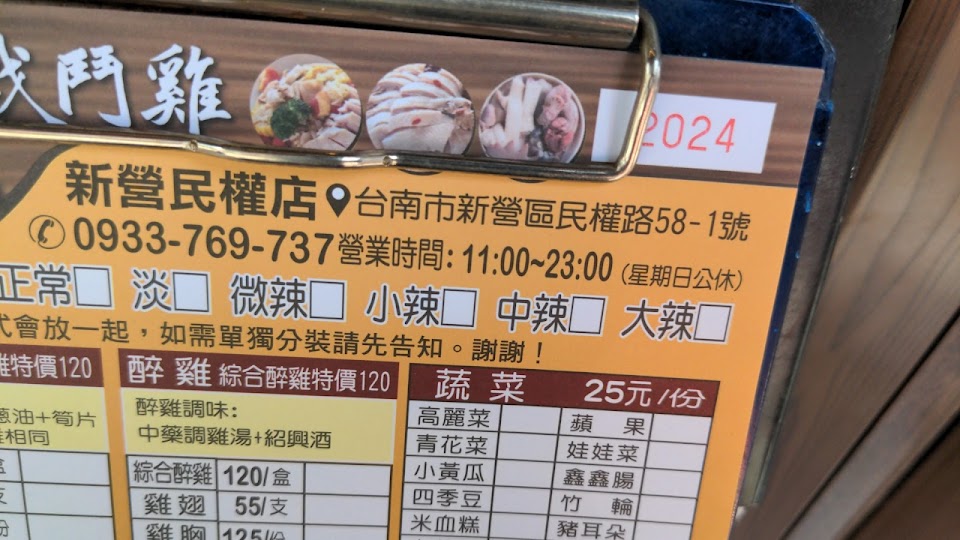 鬥雞
2024
新營民權店 台南市新營區民權路58-1號
0933-769-737 營業時間: 11:00~23:00 (星期日公休)
正常 淡 微辣 小辣 中辣 大辣
會放一起，如需單獨分裝請先告知。謝謝！
特價120
油+筍片
相同
醉雞 綜合醉雞特價120
醉雞調味:
中藥調雞湯+紹興酒
綜合醉雞 120/盒
雞翅 55/支
雞胸 125/份
蔬菜 25元/份
高麗菜 蘋果
青花菜 娃娃菜
小黃瓜 鑫鑫腸
四季豆 竹輪
米血糕 豬耳朵